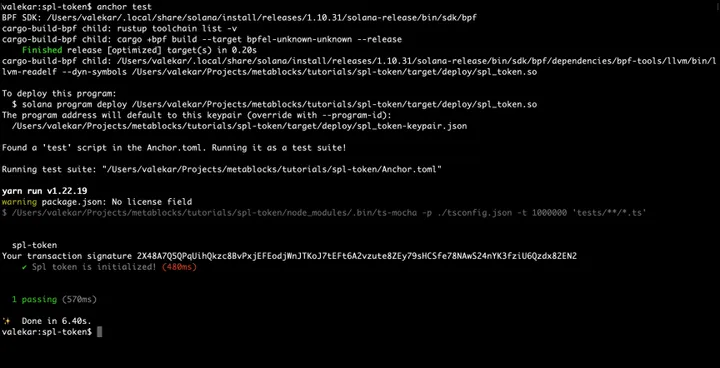 valekar:spl-token$ anchor test
BPF SDK: /Users/valekar/.local/share/solana/install/releases/1.10.31/solana-release/bin/sdk/bpf
cargo-build-bpf child: rustup toolchain list -v
cargo-build-bpf child: cargo +bpf build --target bpfel-unknown-unknown --release
Finished release [optimized] target(s) in 0.20s
cargo-build-bpf child: /Users/valekar/.local/share/solana/install/releases/1.10.31/solana-release/bin/sdk/bpf/dependencies/bpf-tools/llvm/bin/l
lvm-readelf --dyn-symbols /Users/valekar/Projects/metablocks/tutorials/spl-token/target/deploy/spl_token.so
To deploy this program:
$ solana program deploy /Users/valekar/Projects/metablocks/tutorials/spl-token/target/deploy/spl_token.so
The program address will default to this keypair (override with --program-id):
/Users/valekar/Projects/metablocks/tutorials/spl-token/target/deploy/spl_token-keypair.json
Found a 'test' script in the Anchor.toml. Running it as a test suite!
Running test suite: "/Users/valekar/Projects/metablocks/tutorials/spl-token/Anchor.toml"
yarn run v1.22.19
warning package.json: No license field
$ /Users/valekar/Projects/metablocks/tutorials/spl-token/node_modules/.bin/ts-mocha -p ./tsconfig.json -t 1000000 'tests/**/*.ts'
spl-token
Your transaction signature 2X48A7Q5QPqUihQkzc8BvPxjEFEodjWnJTKoJ7tEFt6A2vzute8ZEy79sHCSfe78NAwS24nYK3fziU6Qzdx82EN2
✔ Spl token is initialized! (480ms)
1 passing (570ms)
✨ Done in 6.40s.
valekar:spl-token$